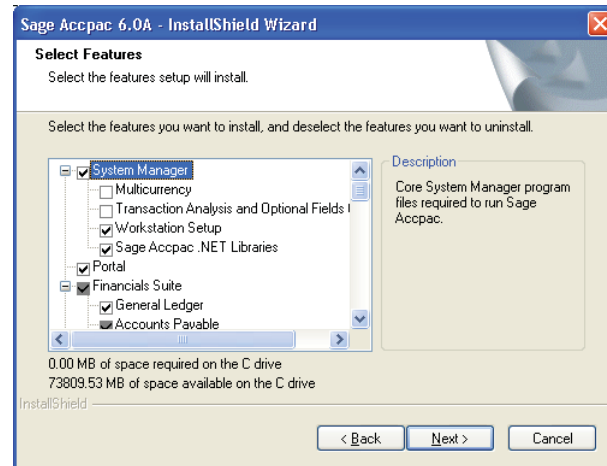 Sage Accpac 6.0A - InstallShield Wizard
Select Features
Select the features setup will install.
Select the features you want to install, and deselect the features you want to uninstall.
System Manager
Multicurrency
Transaction Analysis and Optional Fields
Workstation Setup
Sage Accpac .NET Libraries
Portal
Financials Suite
General Ledger
Accounts Payable
Description
Core System Manager program
files required to run Sage
Accpac.
0.00 MB of space required on the C drive
73809.53 MB of space available on the C drive
InstallShield
< Back
Next >
Cancel